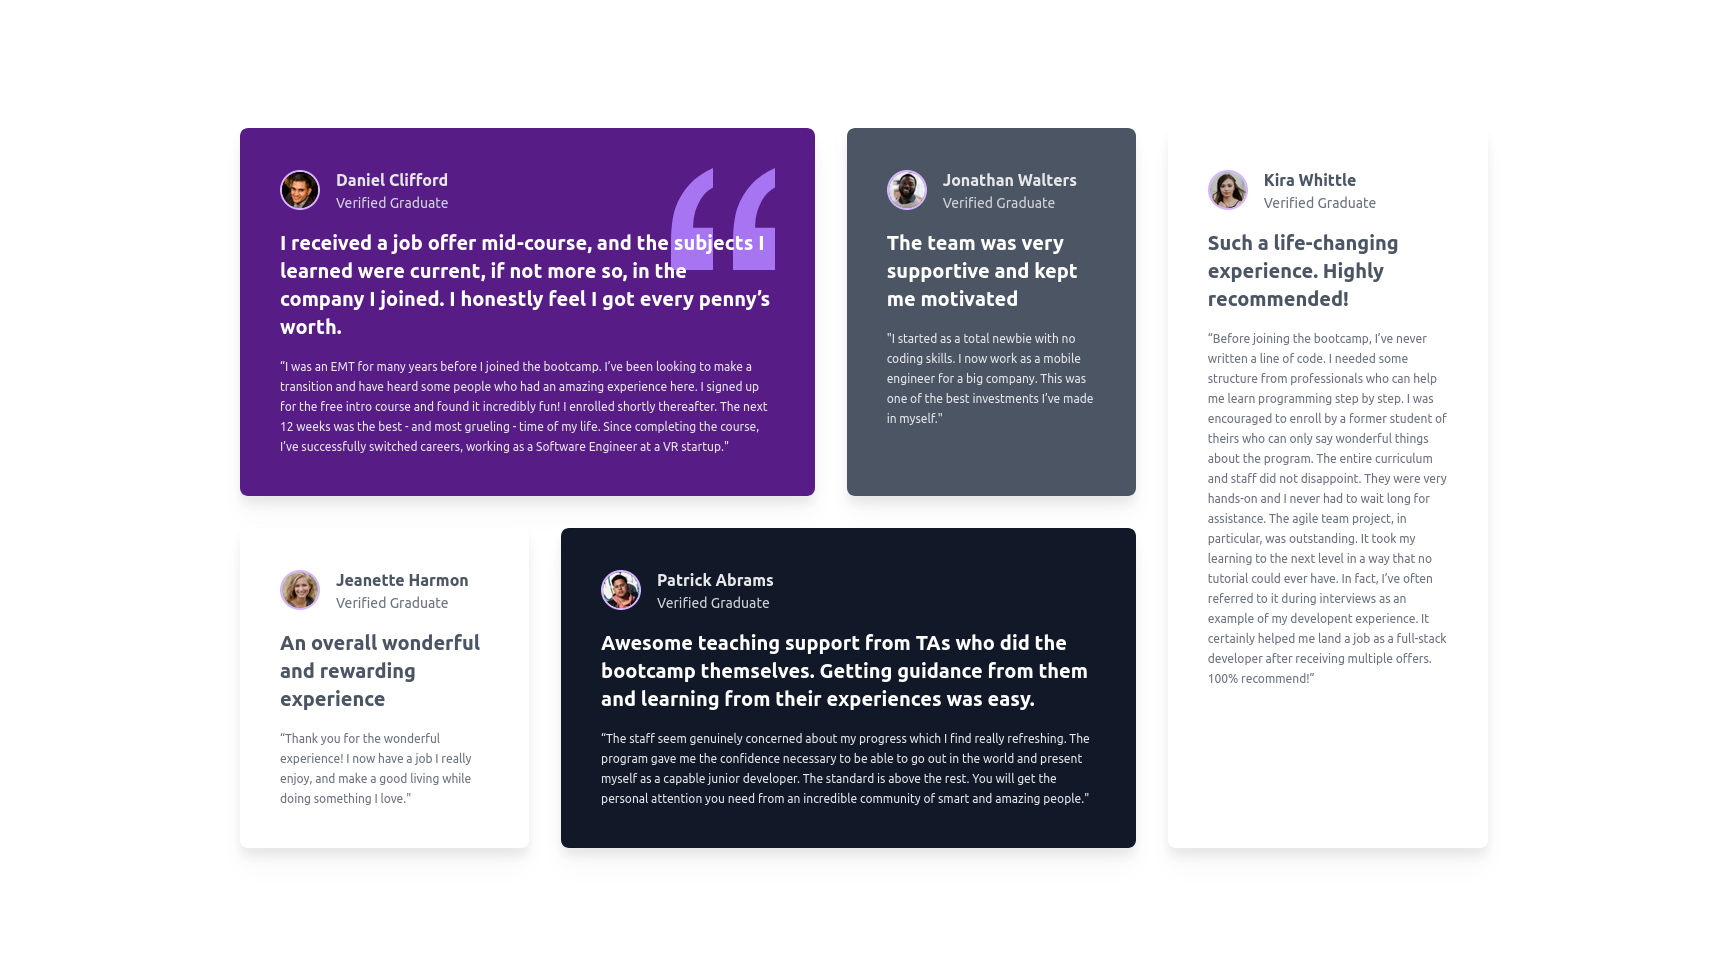 Daniel Clifford
Verified Graduate
I received a job offer mid-course, and the subjects I
learned were current, if not more so, in the
company I joined. I honestly feel I got every penny’s
worth.
“I was an EMT for many years before I joined the bootcamp. I’ve been looking to make a
transition and have heard some people who had an amazing experience here. I signed up
for the free intro course and found it incredibly fun! I enrolled shortly thereafter. The next
12 weeks was the best - and most grueling - time of my life. Since completing the course,
I’ve successfully switched careers, working as a Software Engineer at a VR startup."
Jonathan Walters
Verified Graduate
The team was very
supportive and kept
me motivated
"I started as a total newbie with no
coding skills. I now work as a mobile
engineer for a big company. This was
one of the best investments I’ve made
in myself."
Kira Whittle
Verified Graduate
Such a life-changing
experience. Highly
recommended!
“Before joining the bootcamp, I’ve never
written a line of code. I needed some
structure from professionals who can help
me learn programming step by step. I was
encouraged to enroll by a former student of
theirs who can only say wonderful things
about the program. The entire curriculum
and staff did not disappoint. They were very
hands-on and I never had to wait long for
assistance. The agile team project, in
particular, was outstanding. It took my
learning to the next level in a way that no
tutorial could ever have. In fact, I’ve often
referred to it during interviews as an
example of my developent experience. It
certainly helped me land a job as a full-stack
developer after receiving multiple offers.
100% recommend!”
Jeanette Harmon
Verified Graduate
An overall wonderful
and rewarding
experience
“Thank you for the wonderful
experience! I now have a job I really
enjoy, and make a good living while
doing something I love."
Patrick Abrams
Verified Graduate
Awesome teaching support from TAs who did the
bootcamp themselves. Getting guidance from them
and learning from their experiences was easy.
“The staff seem genuinely concerned about my progress which I find really refreshing. The
program gave me the confidence necessary to be able to go out in the world and present
myself as a capable junior developer. The standard is above the rest. You will get the
personal attention you need from an incredible community of smart and amazing people."